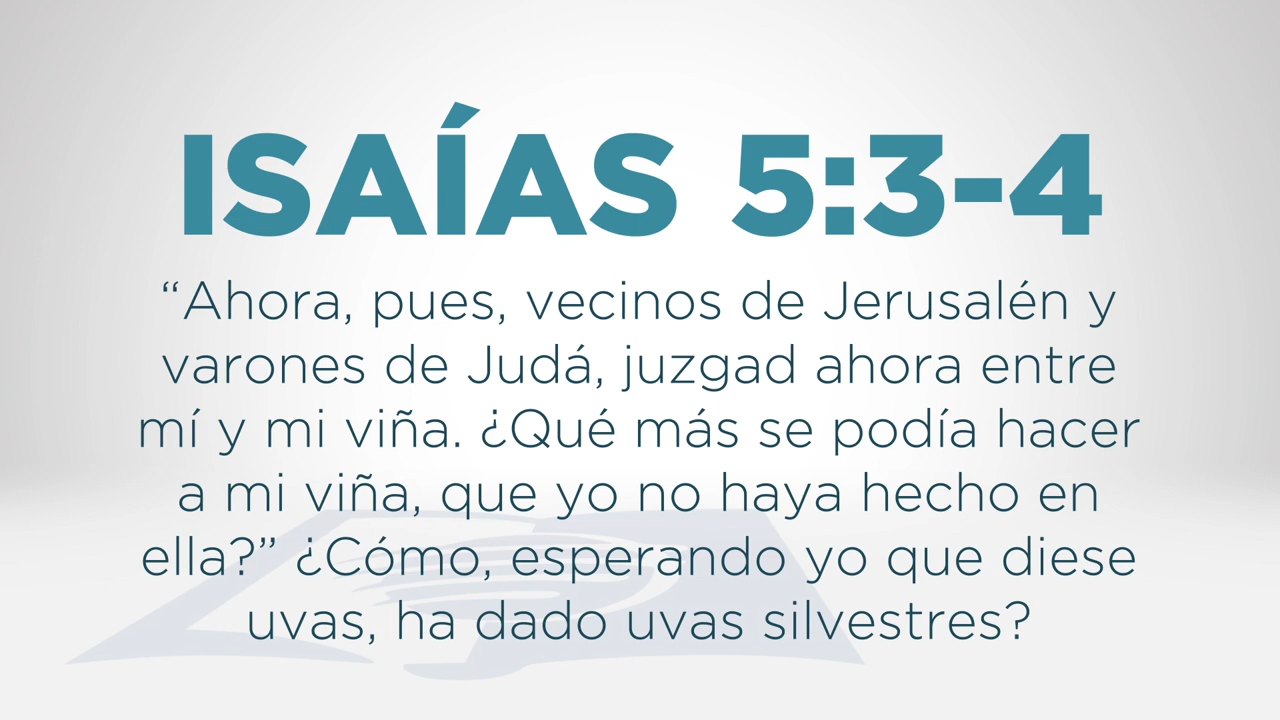 ISAÍAS 5:3-4
“Ahora, pues, vecinos de Jerusalén y
varones de Judá, juzgad ahora entre
mí y mi viña. ¿Qué más se podía hacer
a mi viña, que yo no haya hecho en
ella?” ¿Cómo, esperando yo que diese
uvas, ha dado uvas silvestres?